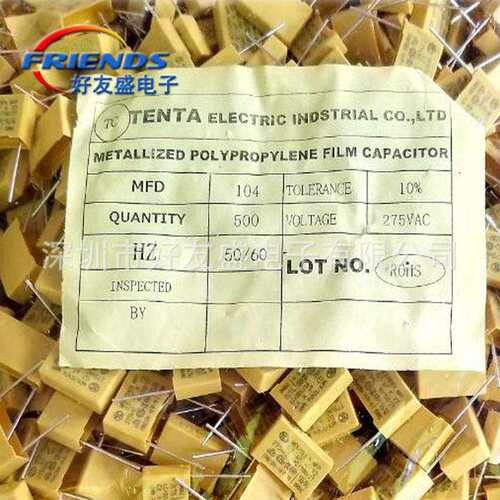 FRIENDS
好友盛电子
TC TENTA ELECTRIC INDSTRIAL CO.,LTD
METALLIZED POLYPROPYLENE FILM CAPACITOR
MFD 104 TOLERANCE 10%
QUANTITY 500 VOLTAGE 275VAC
HZ 50/60 LOT NO. ROHS
深圳市好友盛电子有限公司
INSPECTED
BY